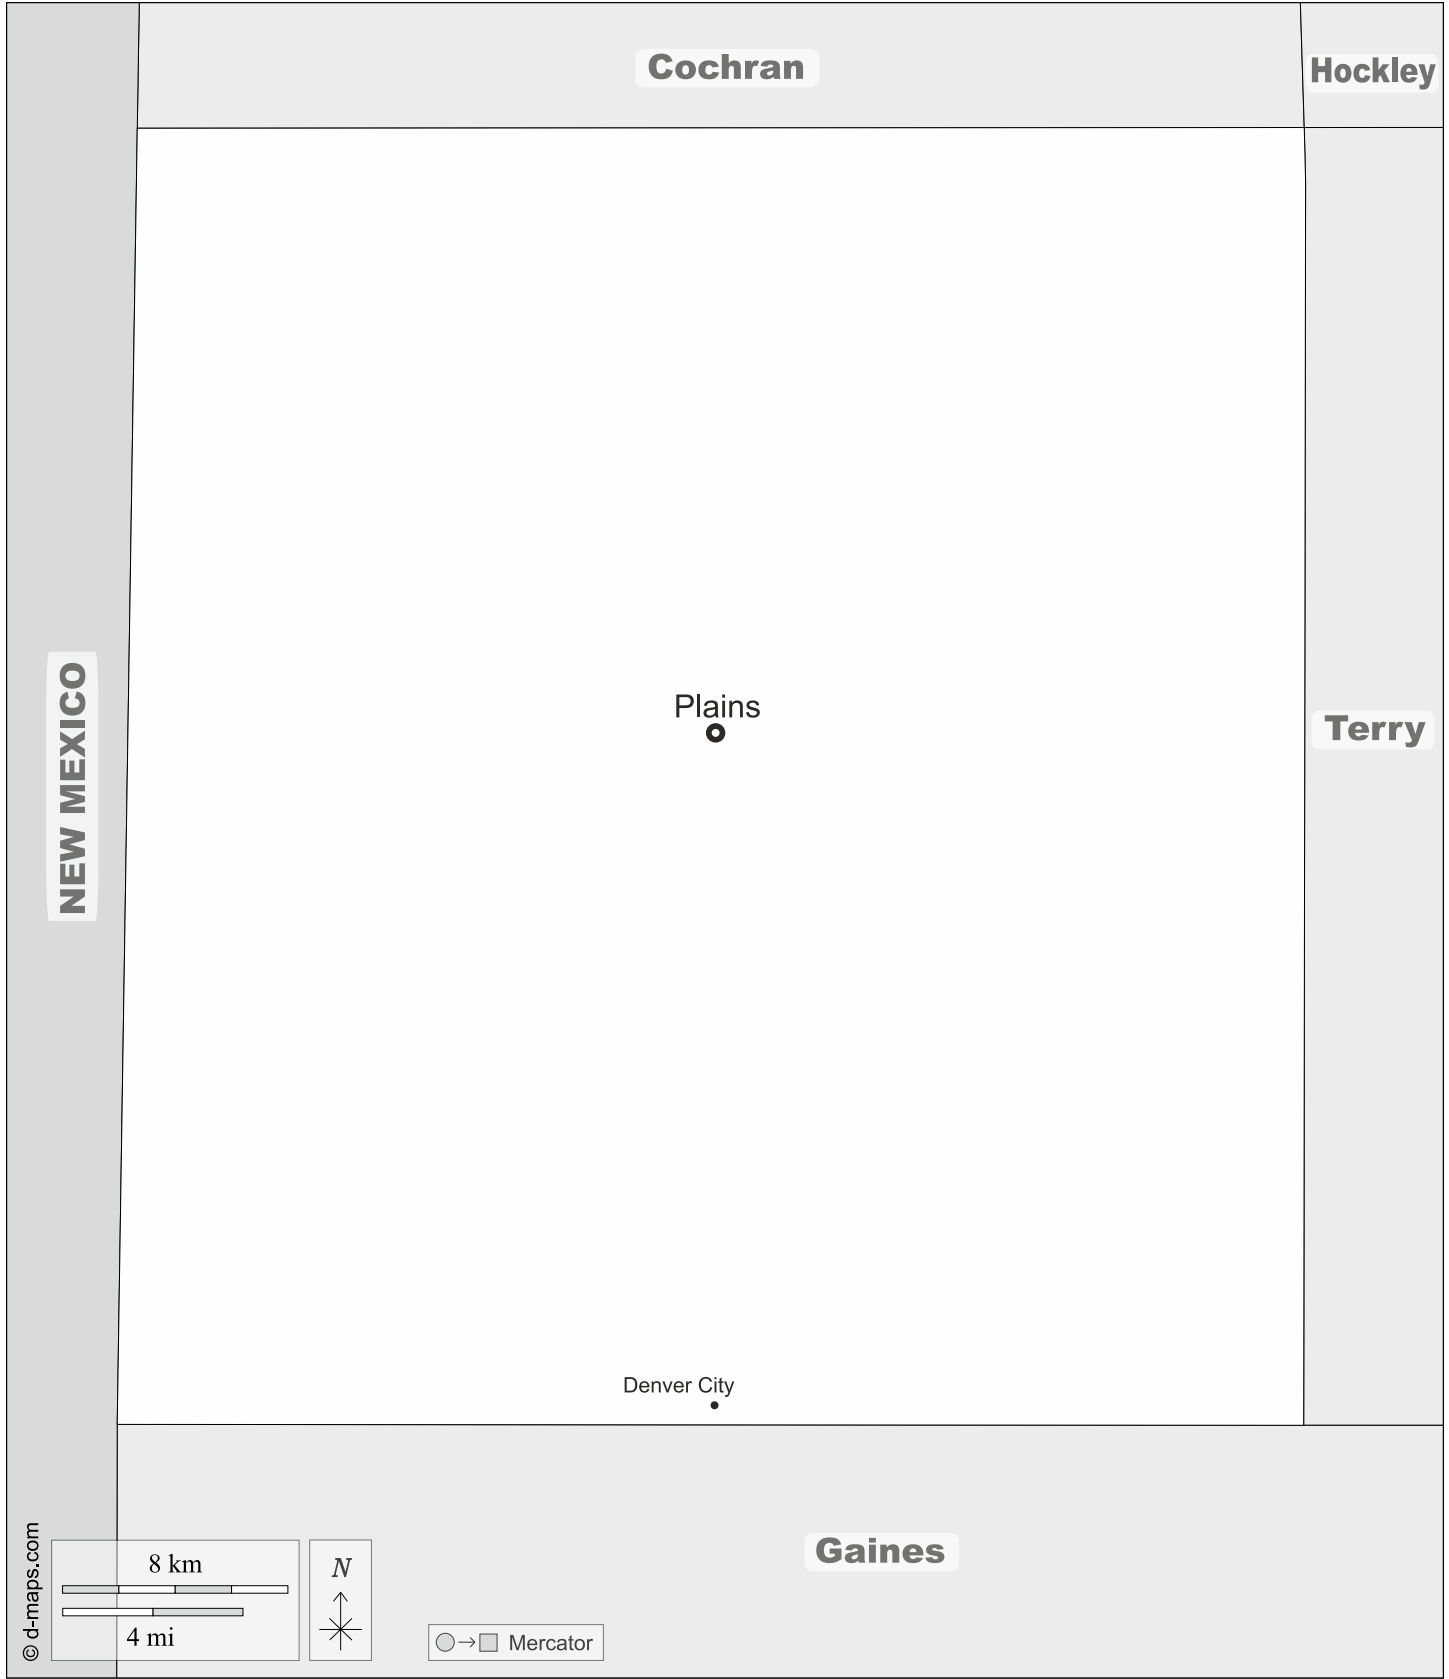 Cochran
Hockley
NEW MEXICO
Plains
Terry
Denver City
Gaines
© d-maps.com
8 km
4 mi
N
Mercator